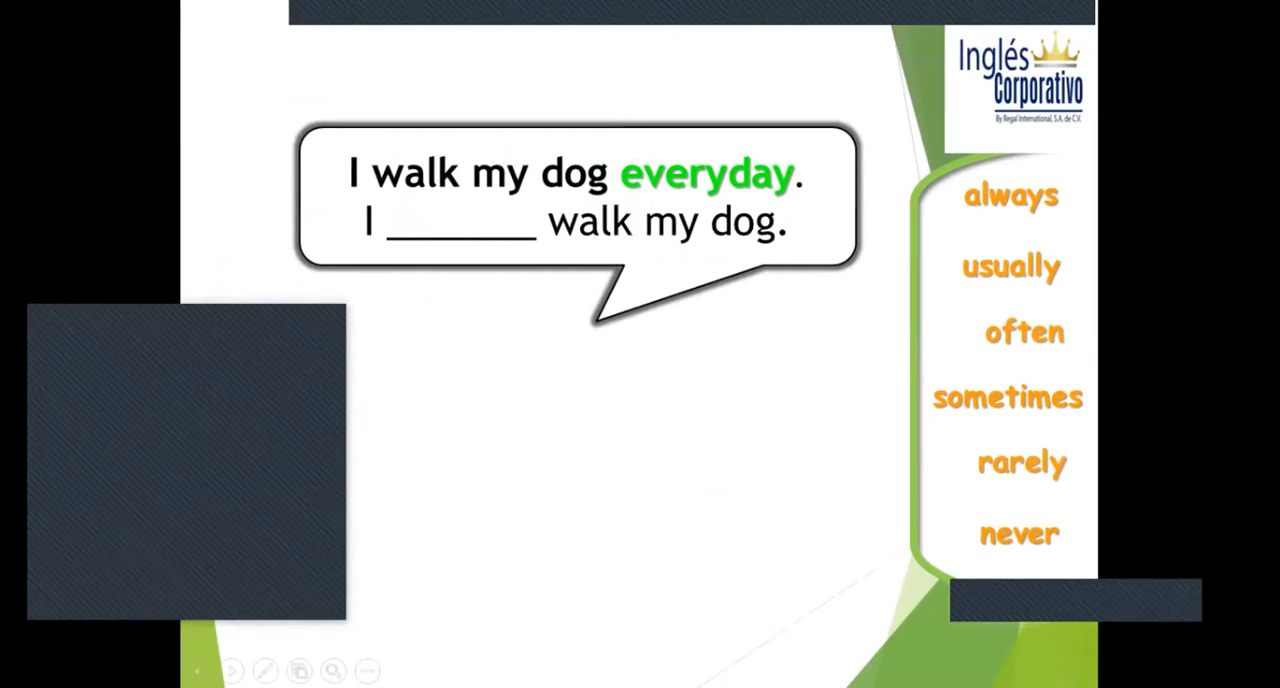 Inglés
Corporativo
By Regal International, S.A. de C.V.
I walk my dog everyday.
I _______ walk my dog.
always
usually
often
sometimes
rarely
never